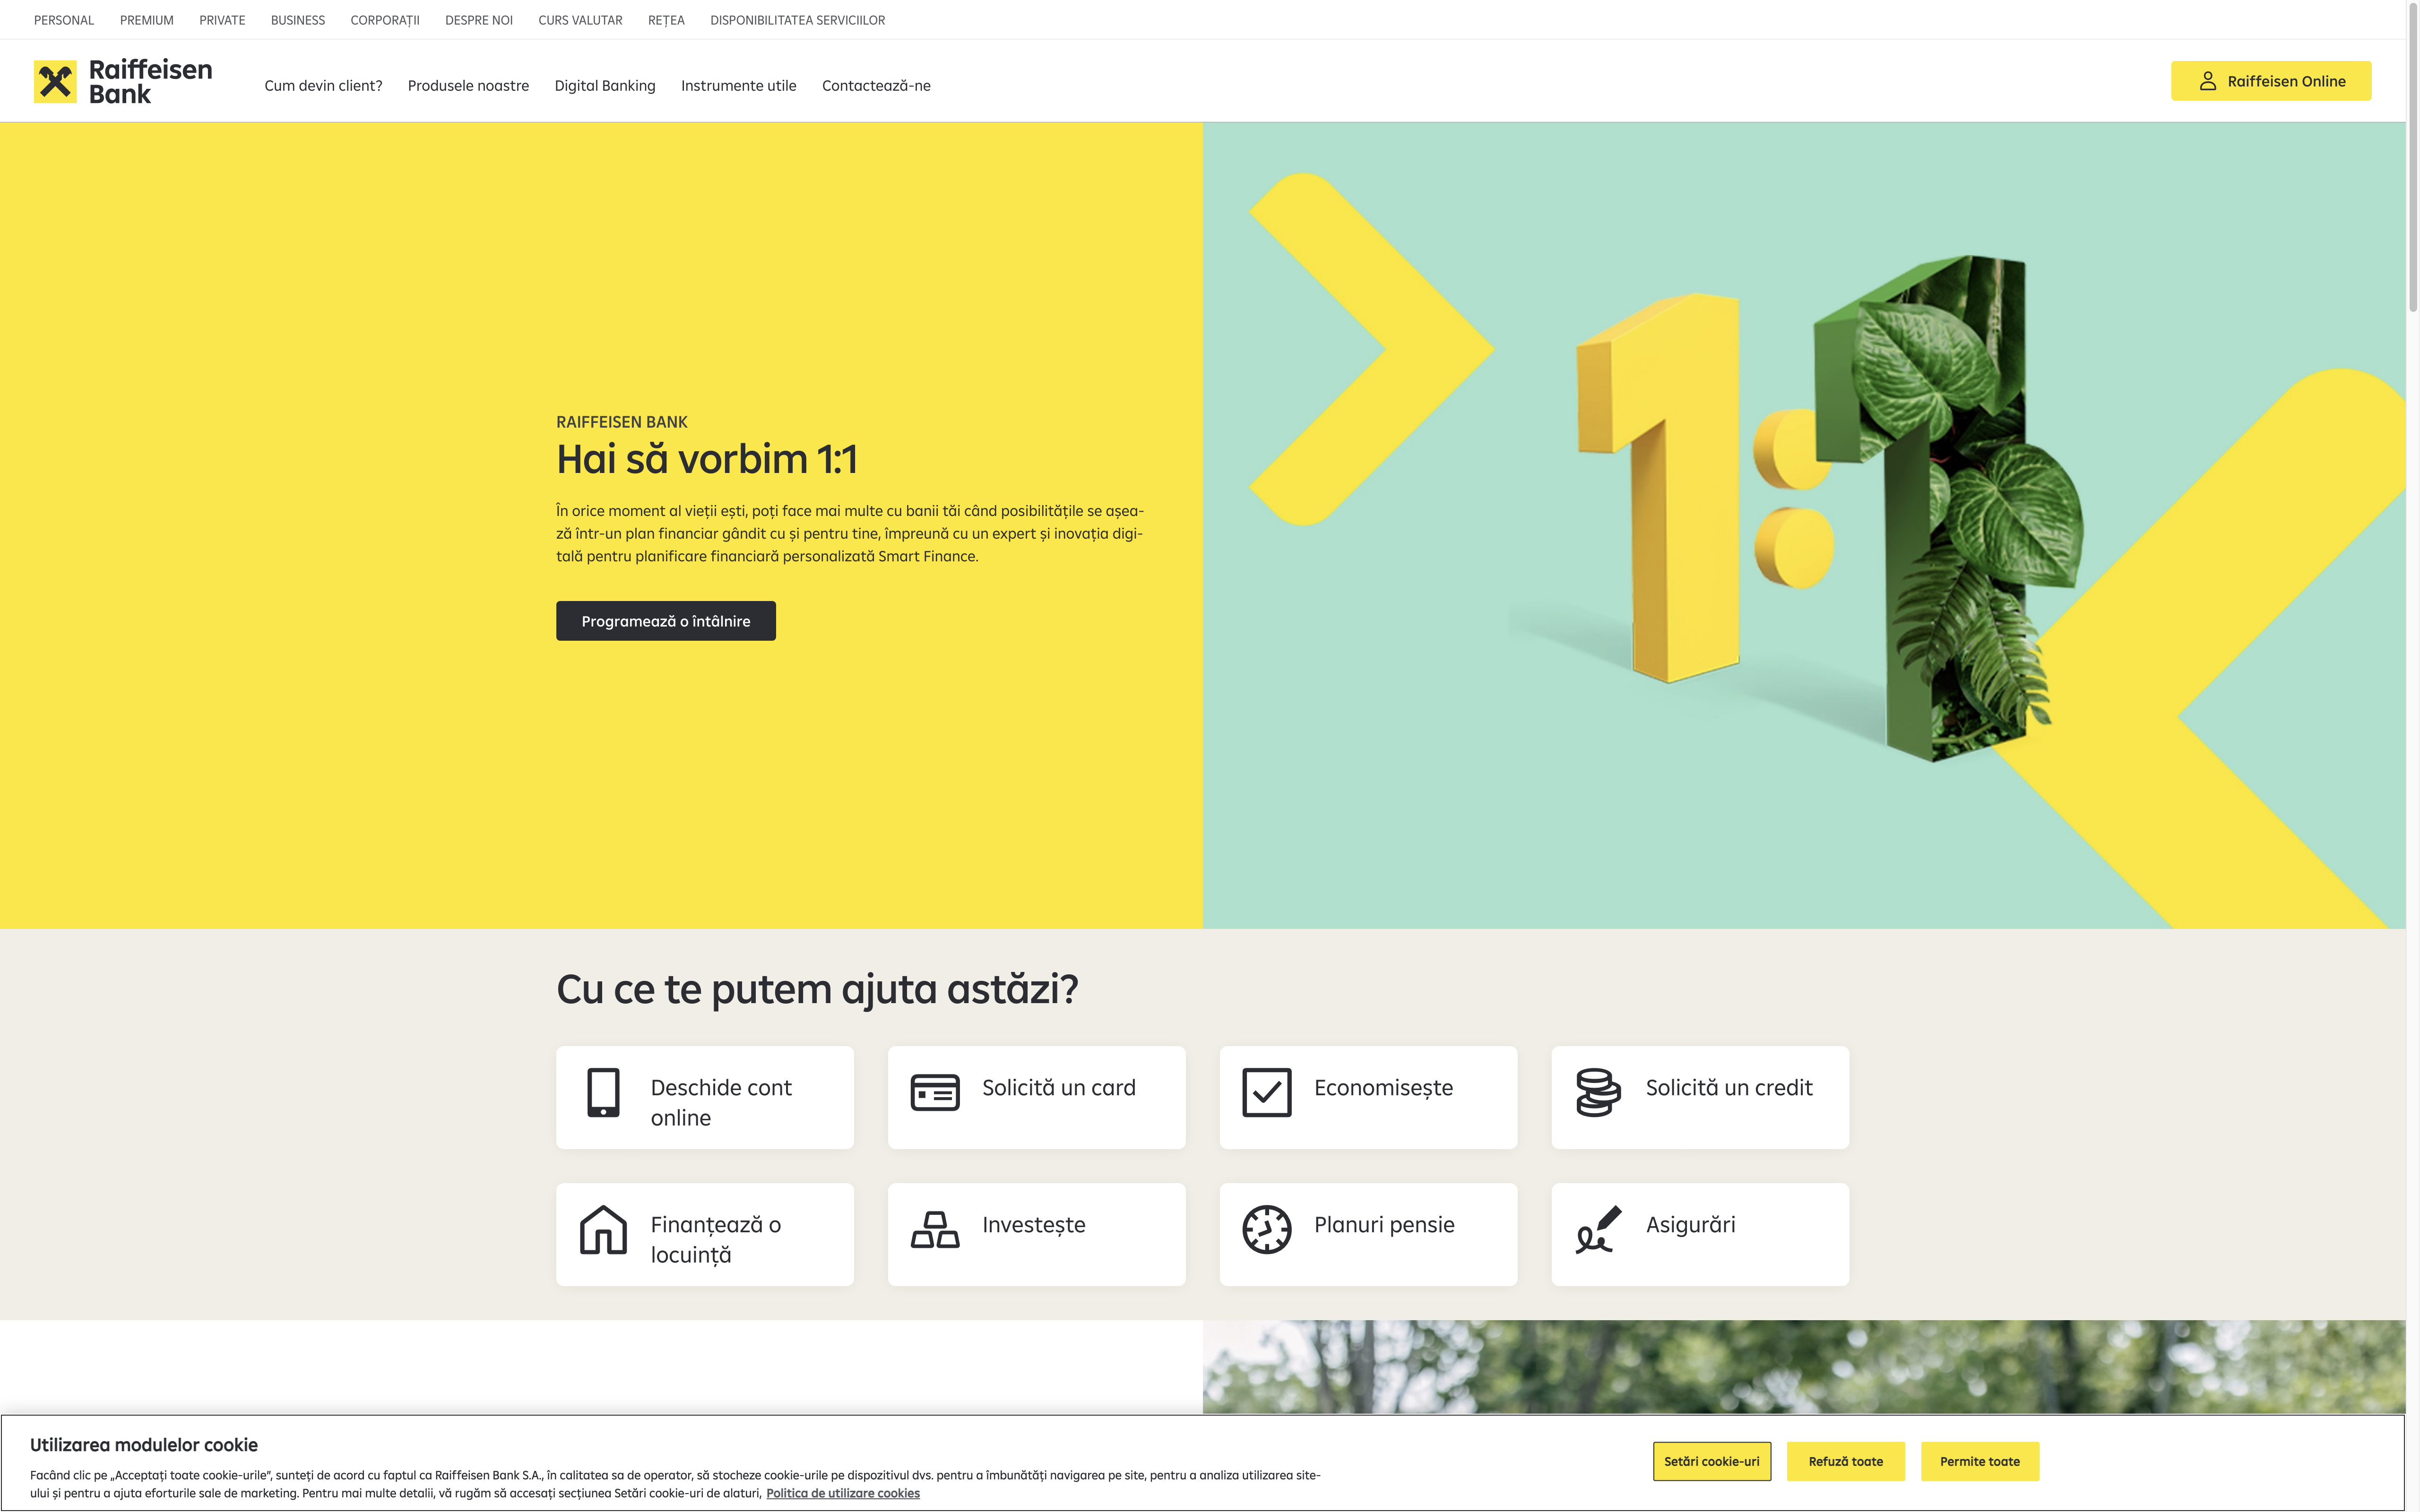 PERSONAL PREMIUM PRIVATE BUSINESS CORPORAȚII DESPRE NOI CURS VALUTAR REȚEA DISPONIBILITATEA SERVICIILOR
Raiffeisen
Bank
Cum devin client? Produsele noastre Digital Banking Instrumente utile Contactează-ne
Raiffeisen Online
RAIFFEISEN BANK
Hai să vorbim 1:1
În orice moment al vieții ești, poți face mai multe cu banii tăi când posibilitățile se așea-
ză într-un plan financiar gândit cu și pentru tine, împreună cu un expert și inovația digi-
tală pentru planificare financiară personalizată Smart Finance.
Programează o întâlnire
1:1
Cu ce te putem ajuta astăzi?
Deschide cont
online
Solicită un card
Economisește
Solicită un credit
Finanțează o
locuință
Investește
Planuri pensie
Asigurări
Utilizarea modulelor cookie
Facând clic pe „Acceptați toate cookie-urile”, sunteți de acord cu faptul ca Raiffeisen Bank S.A., în calitatea sa de operator, să stocheze cookie-urile pe dispozitivul dvs. pentru a îmbunătăți navigarea pe site, pentru a analiza utilizarea site-
ului și pentru a ajuta eforturile sale de marketing. Pentru mai multe detalii, vă rugăm să accesați secțiunea Setări cookie-uri de alaturi, Politica de utilizare cookies
Setări cookie-uri
Refuză toate
Permite toate